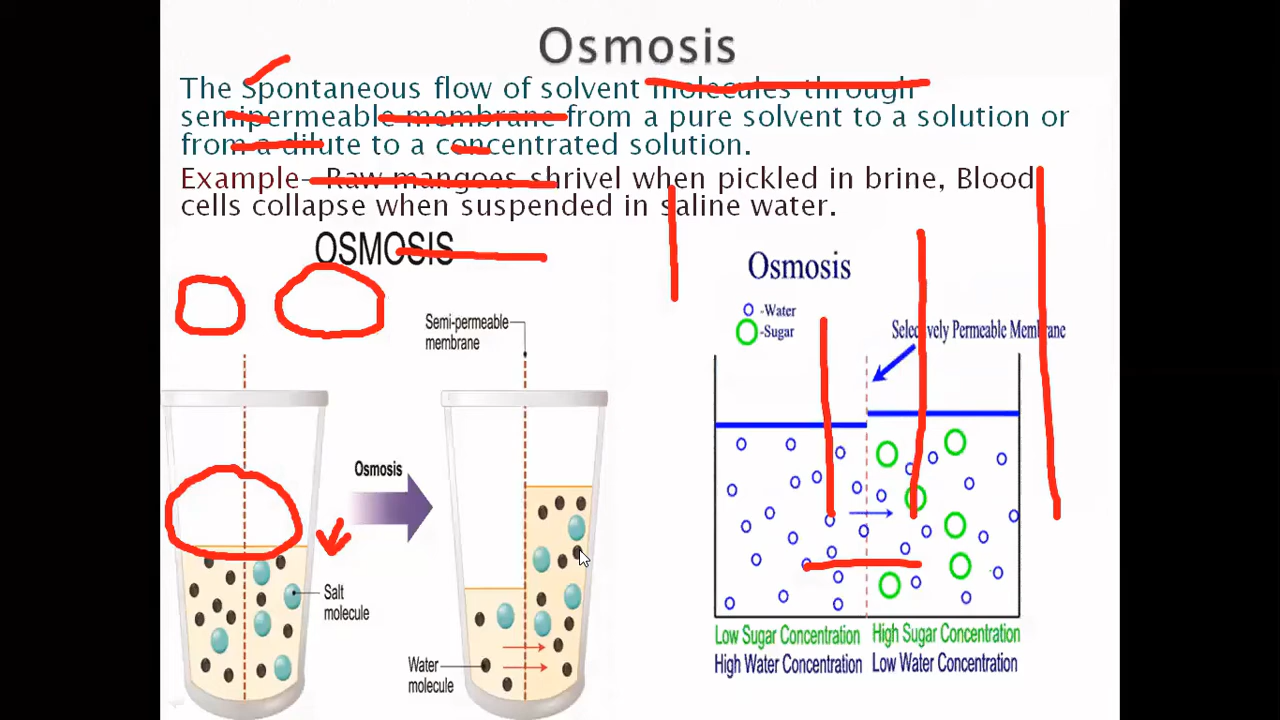 Osmosis
The Spontaneous flow of solvent molecules through
semipermeable membrane from a pure solvent to a solution or
from a dilute to a concentrated solution.
Example- Raw mangoes shrivel when pickled in brine, Blood
cells collapse when suspended in saline water.
OSMOSIS
Semi-permeable
membrane
Osmosis
Salt
molecule
Water
molecule
Osmosis
-Water
-Sugar
Selectively Permeable Membrane
Low Sugar Concentration
High Water Concentration
High Sugar Concentration
Low Water Concentration